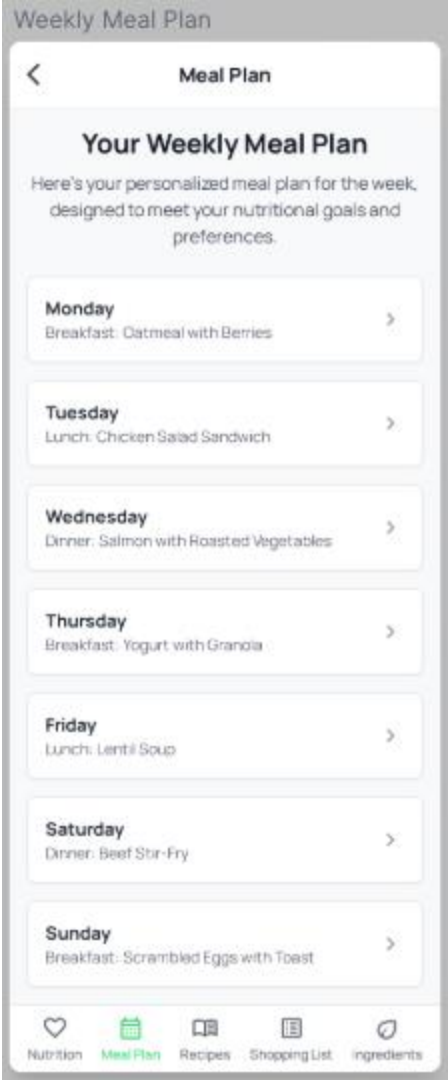 Weekly Meal Plan
Meal Plan
Your Weekly Meal Plan
Here's your personalized meal plan for the week,
designed to meet your nutritional goals and
preferences.
Monday
Breakfast: Oatmeal with Berries
Tuesday
Lunch: Chicken Salad Sandwich
Wednesday
Dinner: Salmon with Roasted Vegetables
Thursday
Breakfast: Yogurt with Granola
Friday
Lunch: Lentil Soup
Saturday
Dinner: Beef Stir-Fry
Sunday
Breakfast: Scrambled Eggs with Toast
Nutrition Meal Plan Recipes Shopping List Ingredients